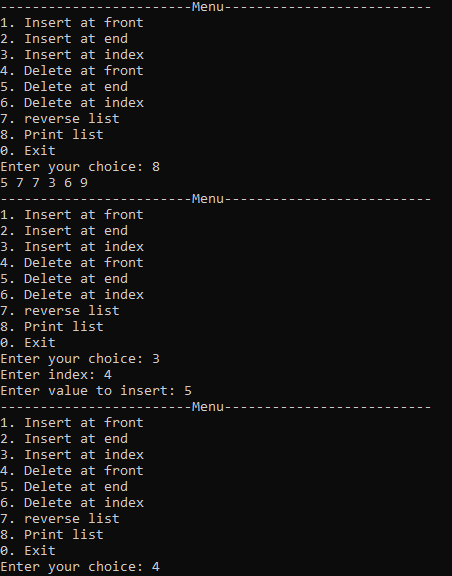 ------------------------Menu--------------------------
1. Insert at front
2. Insert at end
3. Insert at index
4. Delete at front
5. Delete at end
6. Delete at index
7. reverse list
8. Print list
0. Exit
Enter your choice: 8
5 7 7 3 6 9
------------------------Menu--------------------------
1. Insert at front
2. Insert at end
3. Insert at index
4. Delete at front
5. Delete at end
6. Delete at index
7. reverse list
8. Print list
0. Exit
Enter your choice: 3
Enter index: 4
Enter value to insert: 5
------------------------Menu--------------------------
1. Insert at front
2. Insert at end
3. Insert at index
4. Delete at front
5. Delete at end
6. Delete at index
7. reverse list
8. Print list
0. Exit
Enter your choice: 4